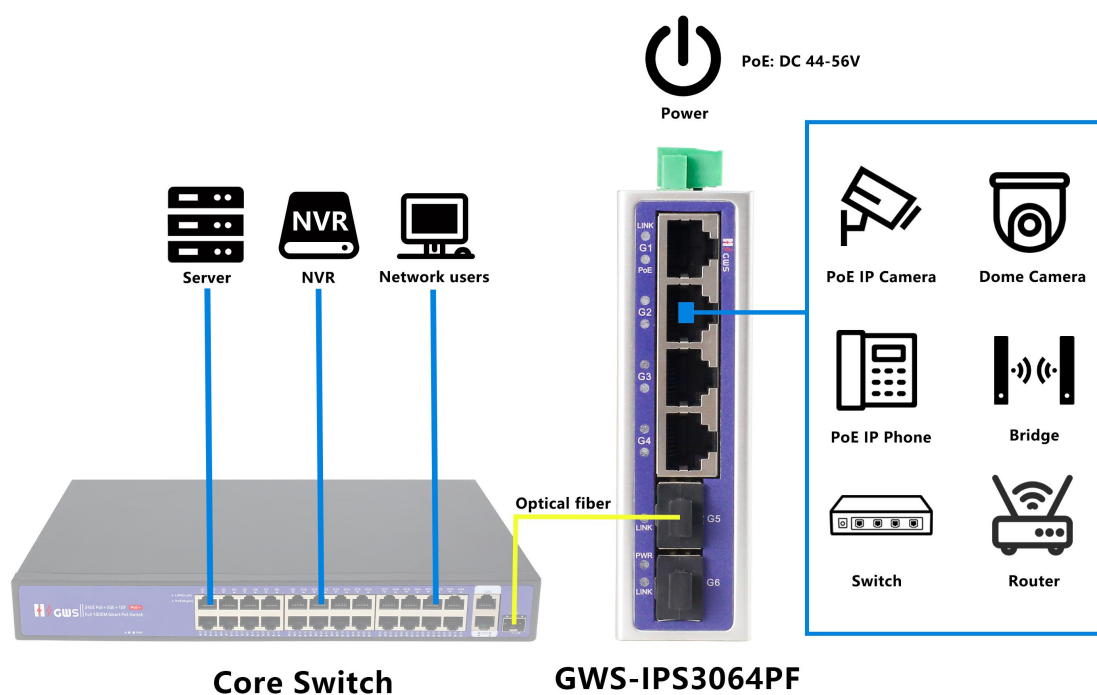 PoE: DC 44-56V
Power
NVR
Server
NVR
Network users
LINK
G1
PoE
GWS
G2
G3
G4
G5
LINK
PWR
G6
LINK
PoE IP Camera
Dome Camera
PoE IP Phone
Bridge
Switch
Router
Optical fiber
GWS
Core Switch
GWS-IPS3064PF